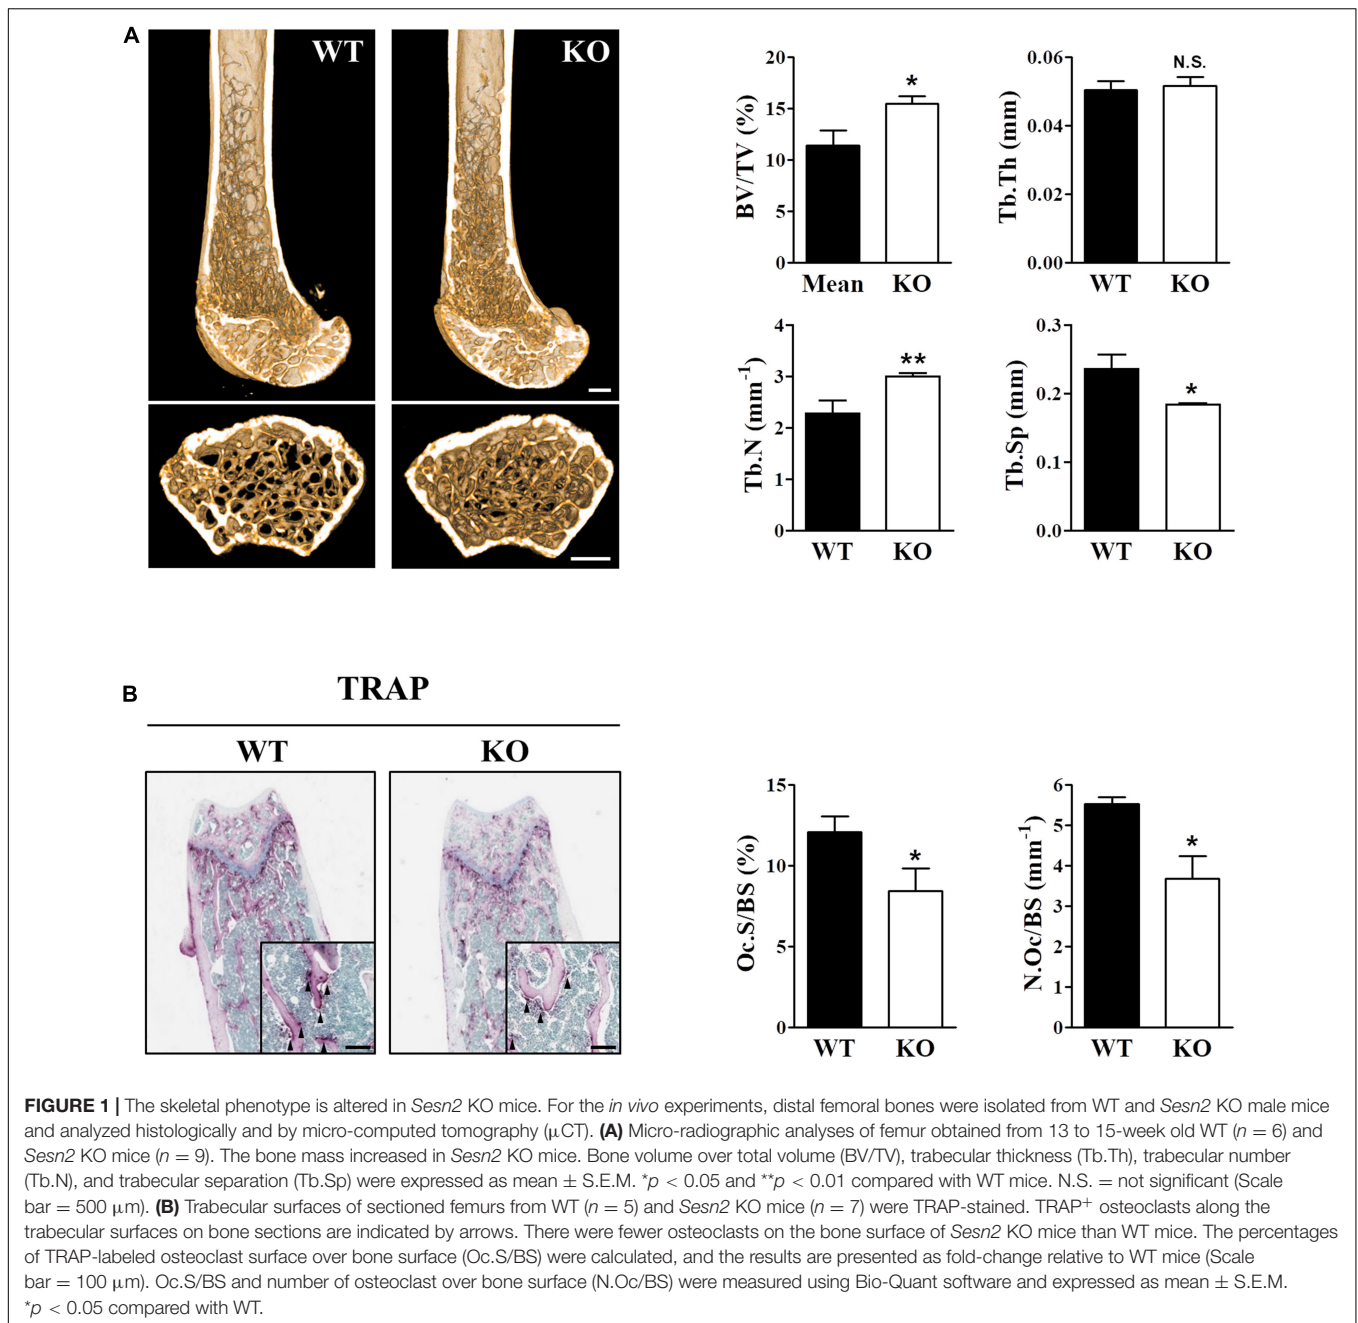 A
WT
KO
BV/TV (%)
20
15
10
5
0
*
Mean
KO
Tb.Th (mm)
0.06
0.04
0.02
0.00
N.S.
WT
KO
Tb.N (mm-1)
4
3
2
1
0
**
WT
KO
Tb.Sp (mm)
0.3
0.2
0.1
0.0
*
WT
KO
B
TRAP
WT
KO
Oc.S/BS (%)
15
10
5
0
*
WT
KO
N.Oc/BS (mm-1)
6
5
4
3
2
1
0
*
WT
KO
FIGURE 1 | The skeletal phenotype is altered in Sesn2 KO mice. For the in vivo experiments, distal femoral bones were isolated from WT and Sesn2 KO male mice
and analyzed histologically and by micro-computed tomography (μCT). (A) Micro-radiographic analyses of femur obtained from 13 to 15-week old WT (n = 6) and
Sesn2 KO mice (n = 9). The bone mass increased in Sesn2 KO mice. Bone volume over total volume (BV/TV), trabecular thickness (Tb.Th), trabecular number
(Tb.N), and trabecular separation (Tb.Sp) were expressed as mean ± S.E.M. *p < 0.05 and **p < 0.01 compared with WT mice. N.S. = not significant (Scale
bar = 500 μm). (B) Trabecular surfaces of sectioned femurs from WT (n = 5) and Sesn2 KO mice (n = 7) were TRAP-stained. TRAP+ osteoclasts along the
trabecular surfaces on bone sections are indicated by arrows. There were fewer osteoclasts on the bone surface of Sesn2 KO mice than WT mice. The percentages
of TRAP-labeled osteoclast surface over bone surface (Oc.S/BS) were calculated, and the results are presented as fold-change relative to WT mice (Scale
bar = 100 μm). Oc.S/BS and number of osteoclast over bone surface (N.Oc/BS) were measured using Bio-Quant software and expressed as mean ± S.E.M.
*p < 0.05 compared with WT.